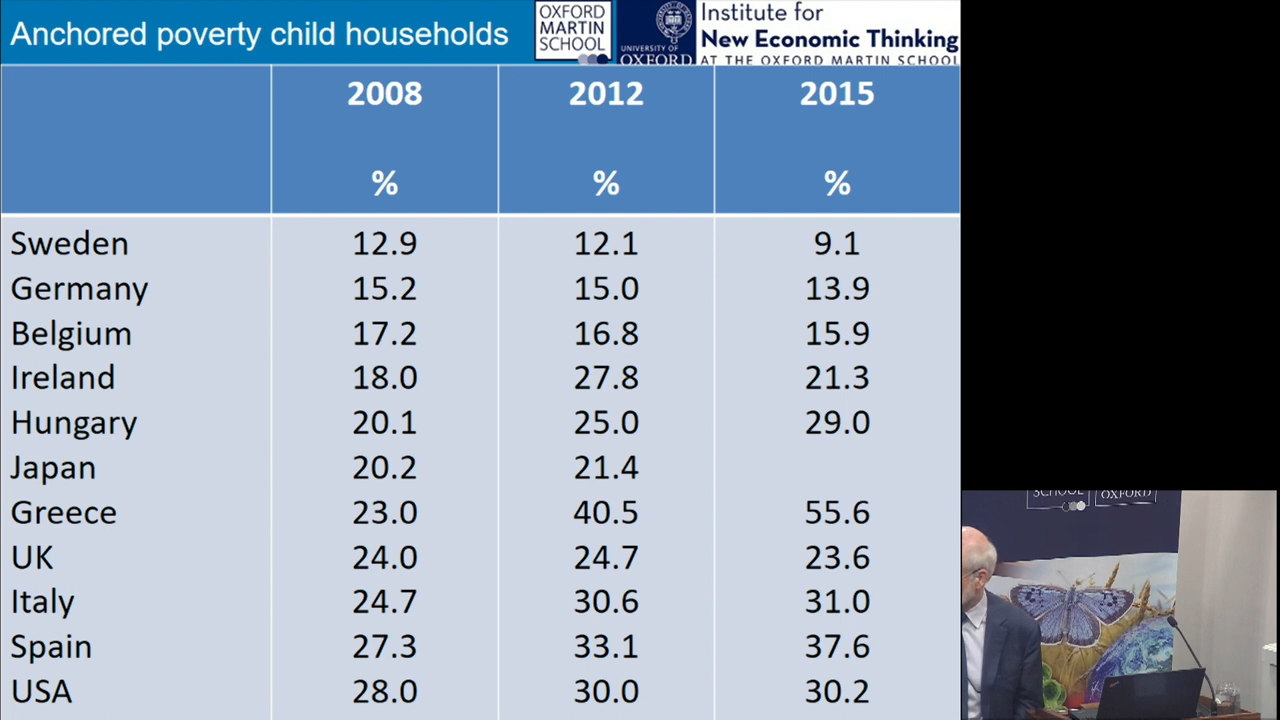 Anchored poverty child households
OXFORD
MARTIN
SCHOOL
UNIVERSITY OF
OXFORD
Institute for
New Economic Thinking
AT THE OXFORD MARTIN SCHOOL
2008 2012 2015
% % %
Sweden 12.9 12.1 9.1
Germany 15.2 15.0 13.9
Belgium 17.2 16.8 15.9
Ireland 18.0 27.8 21.3
Hungary 20.1 25.0 29.0
Japan 20.2 21.4
Greece 23.0 40.5 55.6
UK 24.0 24.7 23.6
Italy 24.7 30.6 31.0
Spain 27.3 33.1 37.6
USA 28.0 30.0 30.2
SCHOOL OXFORD